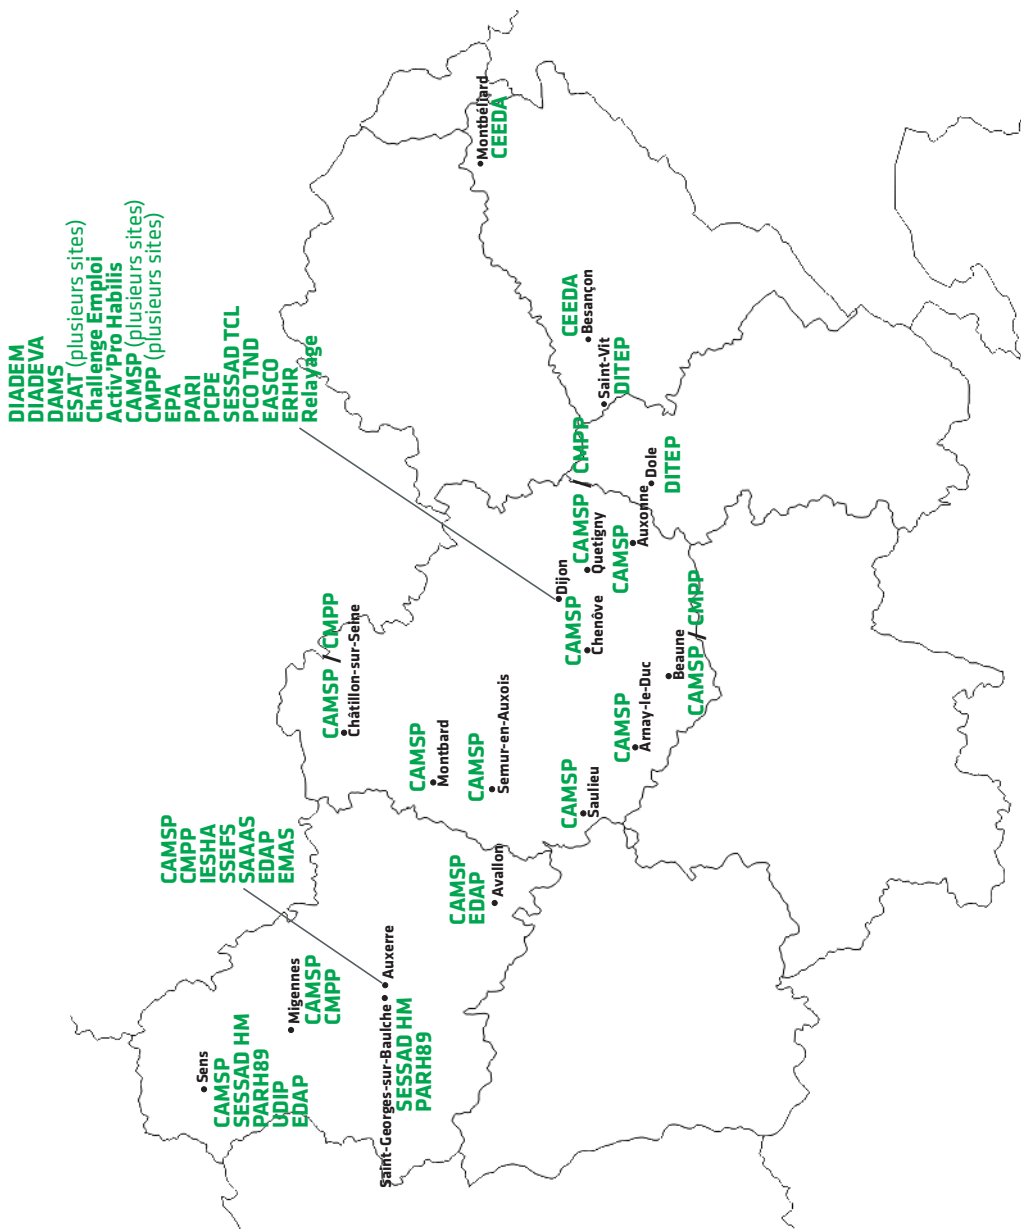 DIADEM
DIADEVA
DAMS
ESAT (plusieurs sites)
Challenge Emploi
Activ'Pro Habilis
CAMSP (plusieurs sites)
CMPP (plusieurs sites)
EPA
PARI
PCPE
SESSAD TCL
PCO TND
EASCO
ERHR
Relayage
CAMSP
CMPP
IESHA
SSEFS
SAAAS
EDAP
EMAS
Sens
CAMSP
SESSAD HM
PARH89
UDIP
EDAP
Migennes
CAMSP
CMPP
Auxerre
Saint-Georges-sur-Baulche
SESSAD HM
PARH89
CAMSP
EDAP
Avallon
CAMSP / CMPP
Châtillon-sur-Seine
CAMSP
Montbard
CAMSP
Semur-en-Auxois
CAMSP
Saulieu
CAMSP
Arnay-le-Duc
Beaune
CAMSP / CMPP
Dijon
CAMSP
Chenôve
CAMSP / CMPP
Quetigny
CAMSP
Auxonne
Dole
DITEP
Saint-Vit
DITEP
CEEDA
Besançon
Montbéliard
CEEDA